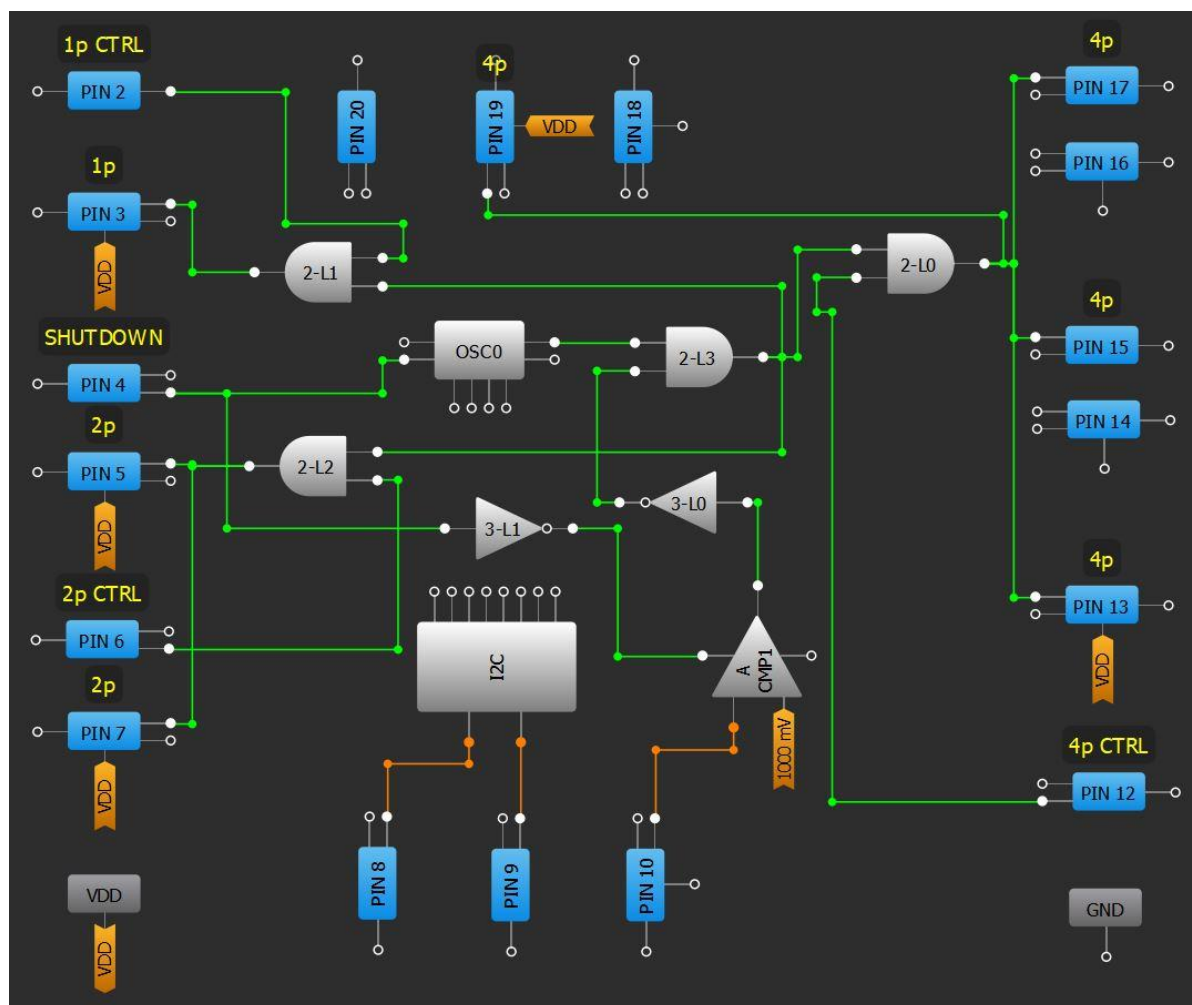 1p CTRL
PIN 2
1p
PIN 3
VDD
SHUTDOWN
PIN 4
2p
PIN 5
VDD
2p CTRL
PIN 6
2p
PIN 7
VDD
VDD
VDD
PIN 20
4p
PIN 19
VDD
PIN 18
2-L1
OSC0
2-L3
2-L0
2-L2
3-L1
3-L0
I2C
A
CMP1
1000 mV
PIN 8
PIN 9
PIN 10
4p
PIN 17
PIN 16
4p
PIN 15
PIN 14
4p
PIN 13
VDD
4p CTRL
PIN 12
GND